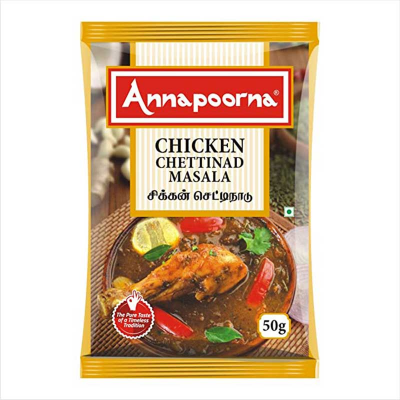 Annapoorna®
CHICKEN
CHETTINAD
MASALA
சிக்கன் செட்டிநாடு
The Pure Taste
of a Timeless
Tradition
50g